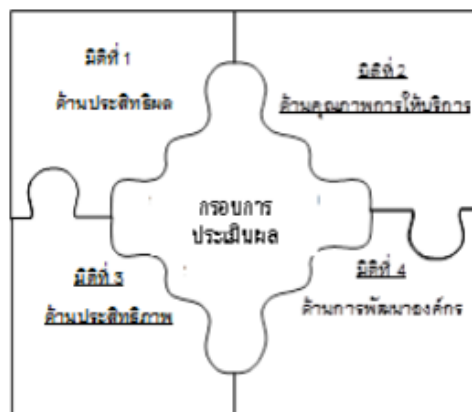 มิติที่ 1
ด้านประสิทธิผล
มิติที่ 2
ด้านคุณภาพการให้บริการ
กรอบการ
ประเมินผล
มิติที่ 3
ด้านประสิทธิภาพ
มิติที่ 4
ด้านการพัฒนาองค์กร